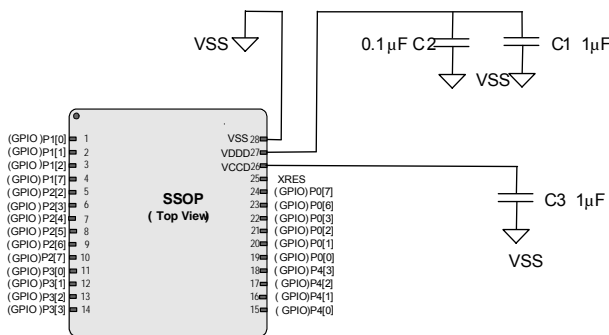 VSS
0.1µF C2
C1 1µF
VSS
(GPIO)P1[0] 1
(GPIO)P1[1] 2
(GPIO)P1[2] 3
(GPIO)P1[7] 4
(GPIO)P2[2] 5
(GPIO)P2[3] 6
(GPIO)P2[4] 7
(GPIO)P2[5] 8
(GPIO)P2[6] 9
(GPIO)P2[7] 10
(GPIO)P3[0] 11
(GPIO)P3[1] 12
(GPIO)P3[2] 13
(GPIO)P3[3] 14
SSOP
( Top View)
VSS 28
VDDD 27
VCCD 26
25 XRES
24 (GPIO) P0[7]
23 (GPIO) P0[6]
22 (GPIO) P0[3]
21 (GPIO) P0[2]
20 (GPIO) P0[1]
19 (GPIO) P0[0]
18 (GPIO)P4[3]
17 (GPIO)P4[2]
16 (GPIO)P4[1]
15 (GPIO)P4[0]
C3 1µF
VSS